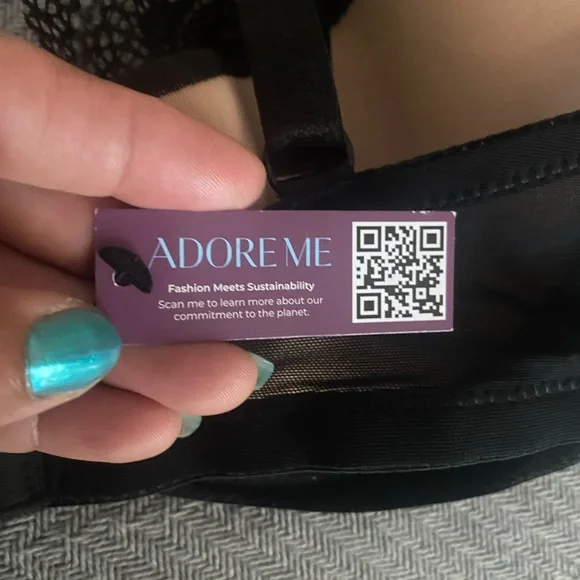 ADORE ME
Fashion Meets Sustainability
Scan me to learn more about our
commitment to the planet.